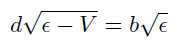 d√(ϵ − V) = b√ϵ